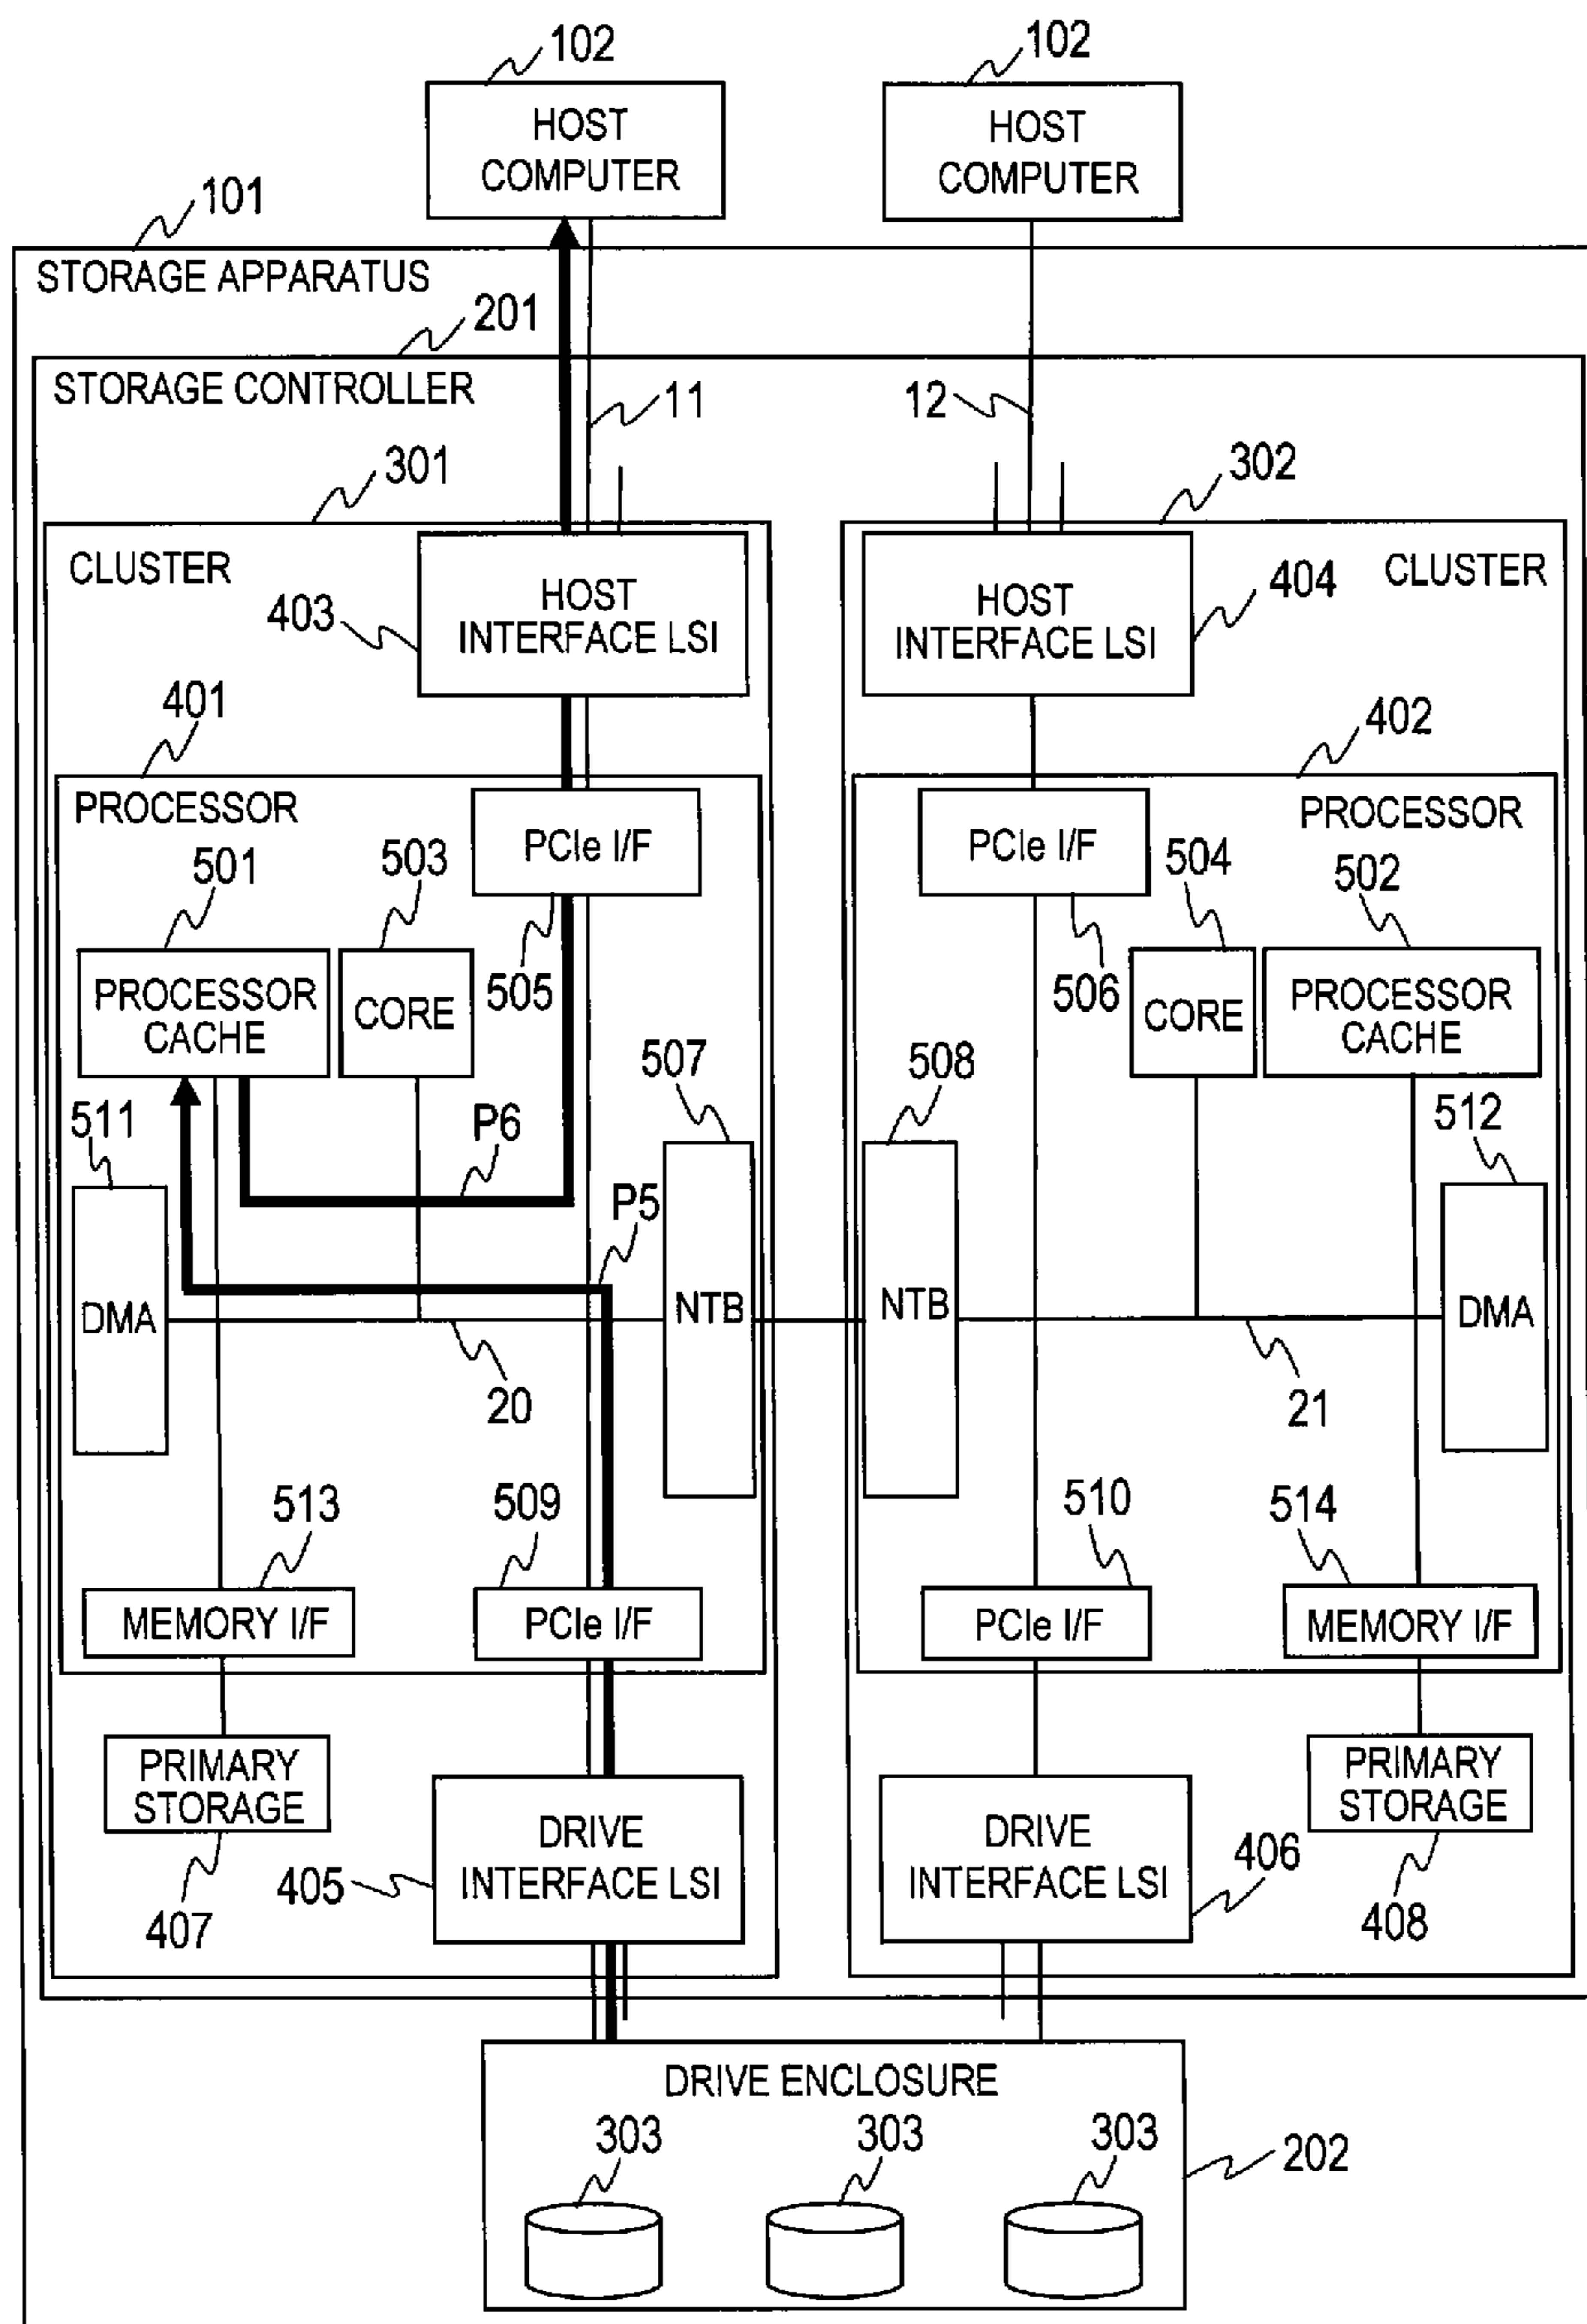 102
102
HOST
COMPUTER
HOST
COMPUTER
101
STORAGE APPARATUS
201
STORAGE CONTROLLER
11
12
301
302
CLUSTER
CLUSTER
HOST
INTERFACE LSI
403
HOST
INTERFACE LSI
404
401
402
PROCESSOR
PROCESSOR
PCIe I/F
PCIe I/F
501
503
504
502
505
506
PROCESSOR
CACHE
CORE
CORE
PROCESSOR
CACHE
507
508
511
P6
512
P5
DMA
NTB
NTB
DMA
20
21
513
509
510
514
MEMORY I/F
PCIe I/F
PCIe I/F
MEMORY I/F
PRIMARY
STORAGE
PRIMARY
STORAGE
DRIVE
INTERFACE LSI
DRIVE
INTERFACE LSI
405
406
407
408
DRIVE ENCLOSURE
303
303
303
202